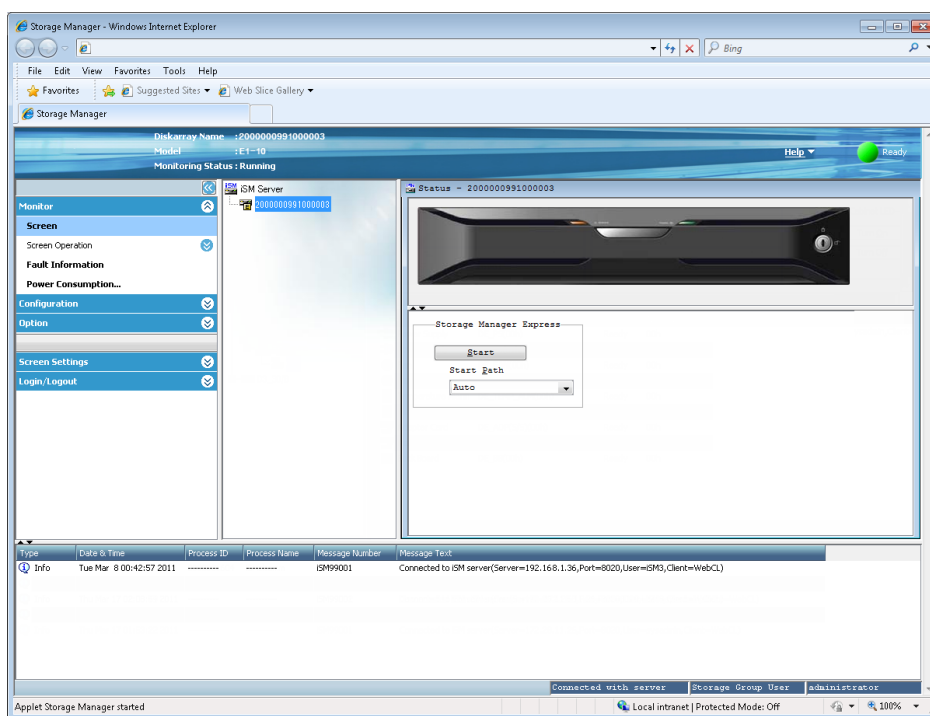 Storage Manager - Windows Internet Explorer
Bing
File Edit View Favorites Tools Help
Favorites Suggested Sites Web Slice Gallery
Storage Manager
Diskarray Name :2000000991000003
Model :E1-10
Monitoring Status : Running
Help
Ready
iSM Server
2000000991000003
Status - 2000000991000003
Monitor
Screen
Screen Operation
Fault Information
Power Consumption...
Configuration
Option
Screen Settings
Login/Logout
Storage Manager Express
Start
Start Path
Auto
Type Date & Time Process ID Process Name Message Number Message Text
Info Tue Mar 8 00:42:57 2011 ---------- ---------- iSM99001 Connected to iSM server(Server=192.168.1.36,Port=8020,User=iSM3,Client=WebCL)
Connected with server Storage Group User administrator
Applet Storage Manager started Local intranet | Protected Mode: Off 100%